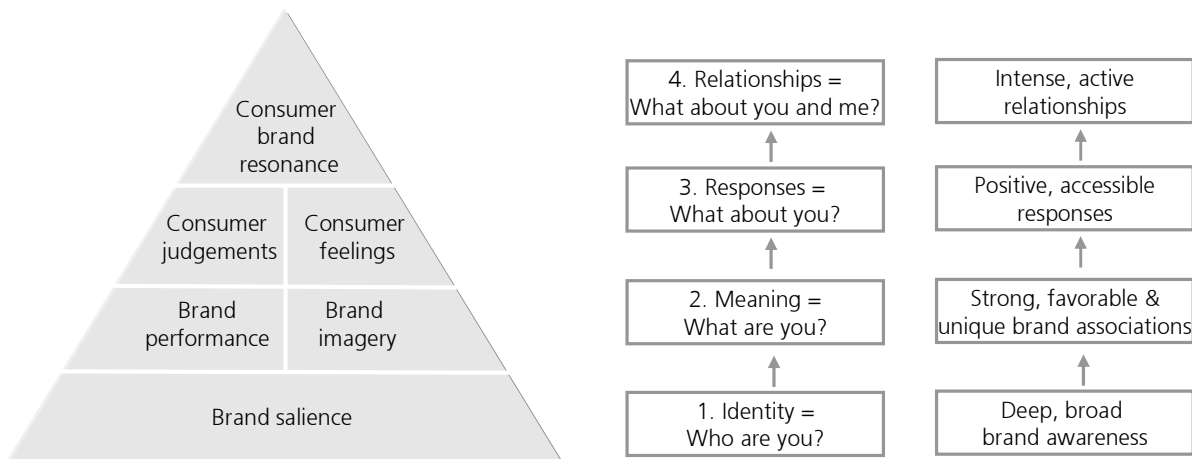 Consumer
brand
resonance
Consumer
judgements
Consumer
feelings
Brand
performance
Brand
imagery
Brand salience
4. Relationships =
What about you and me?
3. Responses =
What about you?
2. Meaning =
What are you?
1. Identity =
Who are you?
Intense, active
relationships
Positive, accessible
responses
Strong, favorable &
unique brand associations
Deep, broad
brand awareness